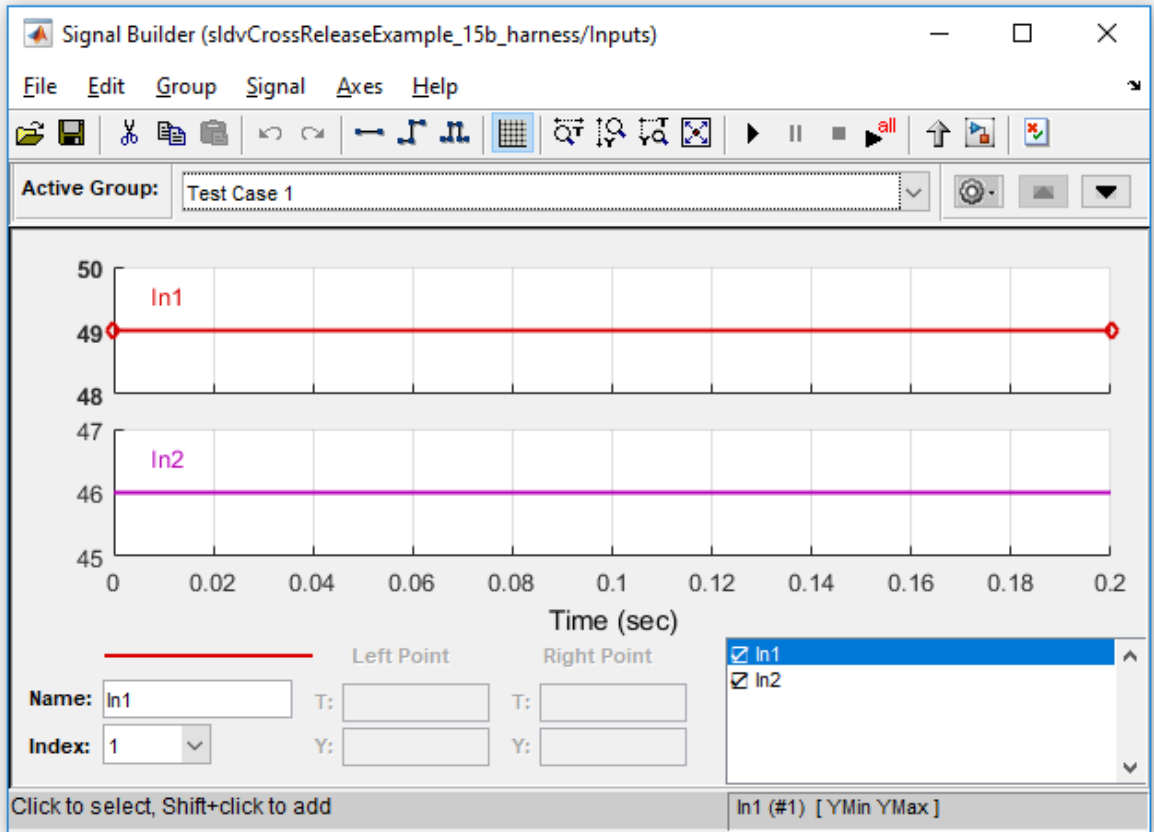 Signal Builder (sldvCrossReleaseExample_15b_harness/Inputs)
File Edit Group Signal Axes Help
all
Active Group: Test Case 1
50
In1
49
48
47
In2
46
45
0 0.02 0.04 0.06 0.08 0.1 0.12 0.14 0.16 0.18 0.2
Time (sec)
Left Point Right Point In1
Name: In1 T: T: In2
Index: 1 Y: Y:
Click to select, Shift+click to add In1 (#1) [ YMin YMax ]